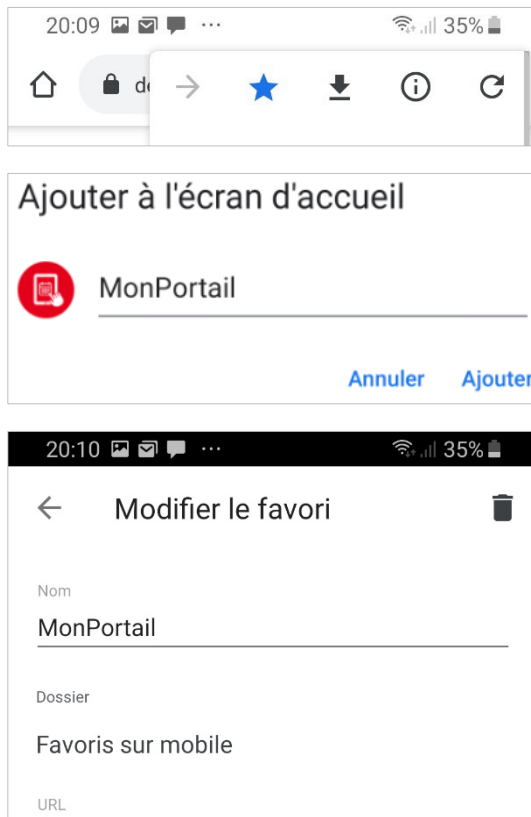 20:09 ... 35%
d
Ajouter à l'écran d'accueil
MonPortail
Annuler Ajouter
20:10 ... 35%
Modifier le favori
Nom
MonPortail
Dossier
Favoris sur mobile
URL